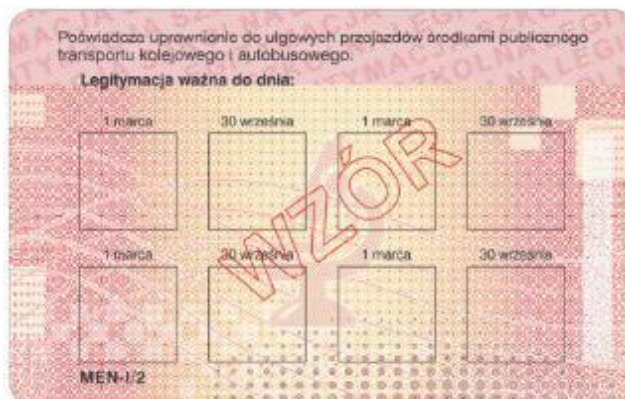 Poświadcza uprawnienie do ulgowych przejazdów środkami publicznego
transportu kolejowego i autobusowego.
Legitymacja ważna do dnia:
1 marca 30 września 1 marca 30 września
WZÓR
1 marca 30 września 1 marca 30 września
MEN-I/2